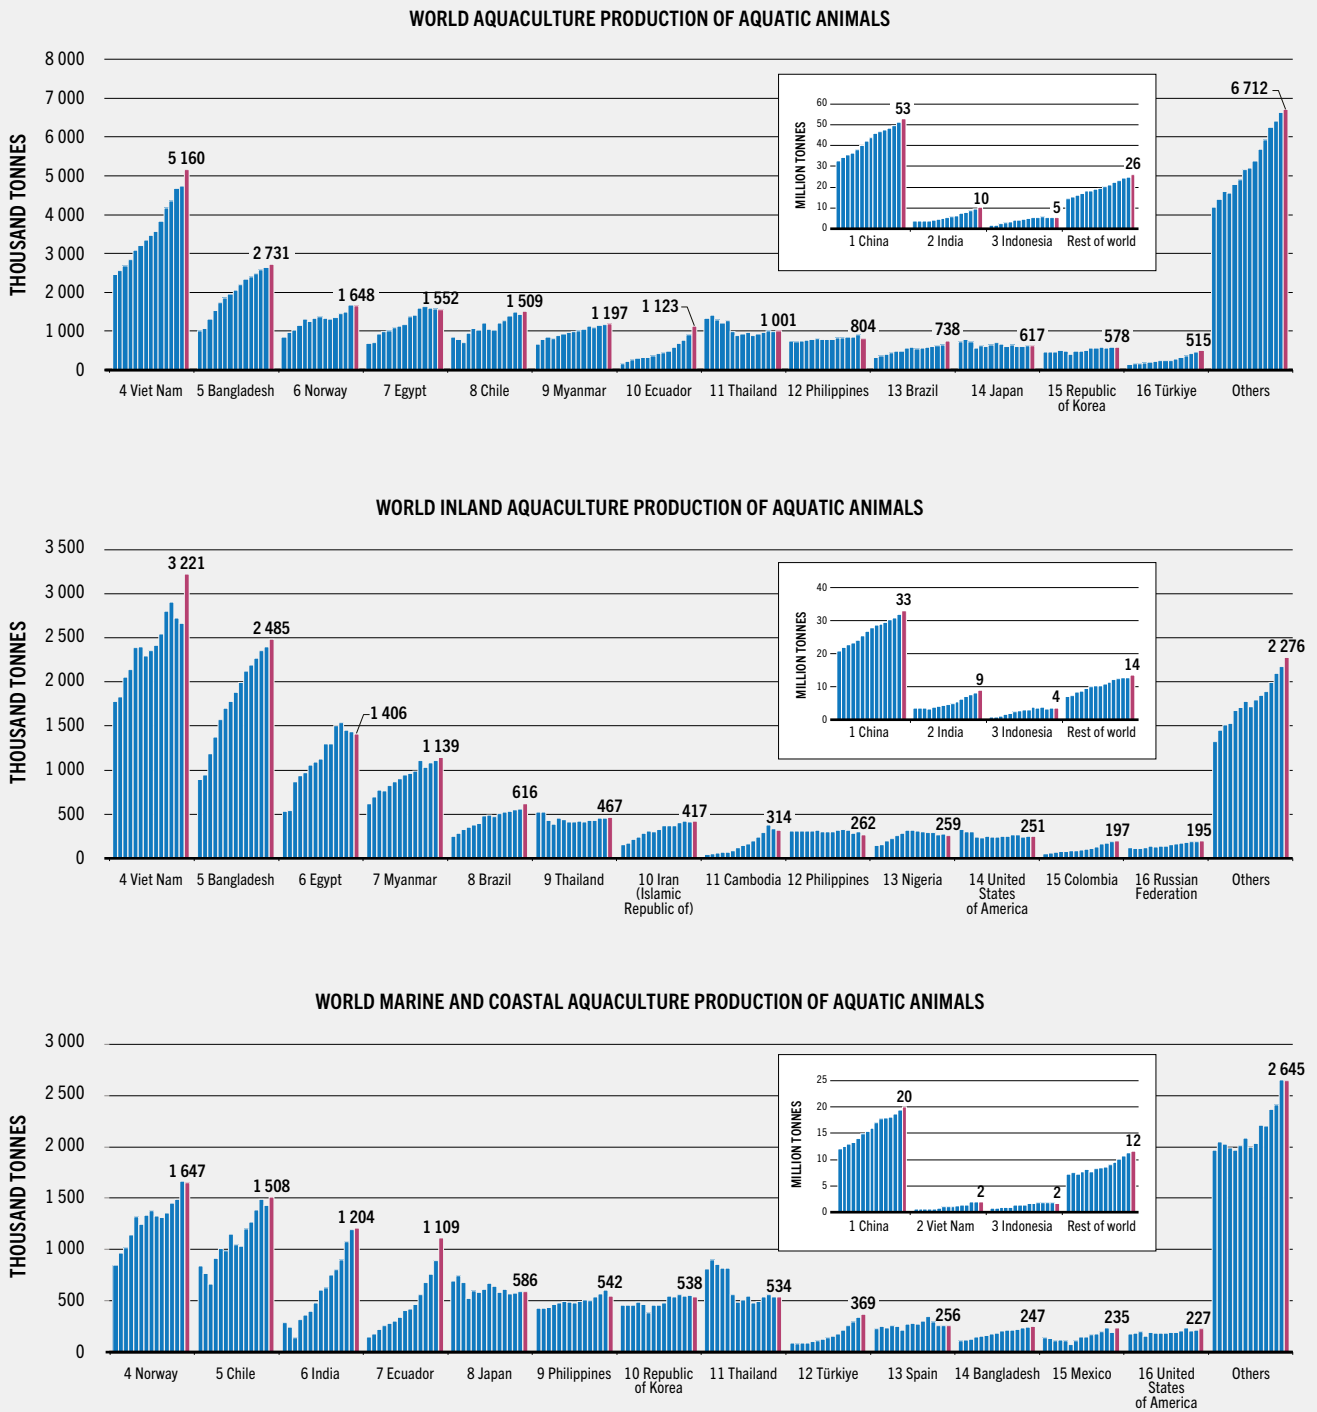 WORLD AQUACULTURE PRODUCTION OF AQUATIC ANIMALS
THOUSAND TONNES
8 000
7 000
6 000
5 000
4 000
3 000
2 000
1 000
0
5 160
2 731
1 648
1 552
1 509
1 197
1 123
1 001
804
738
617
578
515
6 712
4 Viet Nam
5 Bangladesh
6 Norway
7 Egypt
8 Chile
9 Myanmar
10 Ecuador
11 Thailand
12 Philippines
13 Brazil
14 Japan
15 Republic
of Korea
16 Türkiye
Others
MILLION TONNES
60
50
40
30
20
10
0
53
10
5
26
1 China
2 India
3 Indonesia
Rest of world
WORLD INLAND AQUACULTURE PRODUCTION OF AQUATIC ANIMALS
THOUSAND TONNES
3 500
3 000
2 500
2 000
1 500
1 000
500
0
3 221
2 485
1 406
1 139
616
467
417
314
262
259
251
197
195
2 276
4 Viet Nam
5 Bangladesh
6 Egypt
7 Myanmar
8 Brazil
9 Thailand
10 Iran
(Islamic
Republic of)
11 Cambodia
12 Philippines
13 Nigeria
14 United
States
of America
15 Colombia
16 Russian
Federation
Others
MILLION TONNES
40
30
20
10
0
33
9
4
14
1 China
2 India
3 Indonesia
Rest of world
WORLD MARINE AND COASTAL AQUACULTURE PRODUCTION OF AQUATIC ANIMALS
THOUSAND TONNES
3 000
2 500
2 000
1 500
1 000
500
0
1 647
1 508
1 204
1 109
586
542
538
534
369
256
247
235
227
2 645
4 Norway
5 Chile
6 India
7 Ecuador
8 Japan
9 Philippines
10 Republic
of Korea
11 Thailand
12 Türkiye
13 Spain
14 Bangladesh
15 Mexico
16 United
States
of America
Others
MILLION TONNES
25
20
15
10
5
0
20
2
2
12
1 China
2 Viet Nam
3 Indonesia
Rest of world